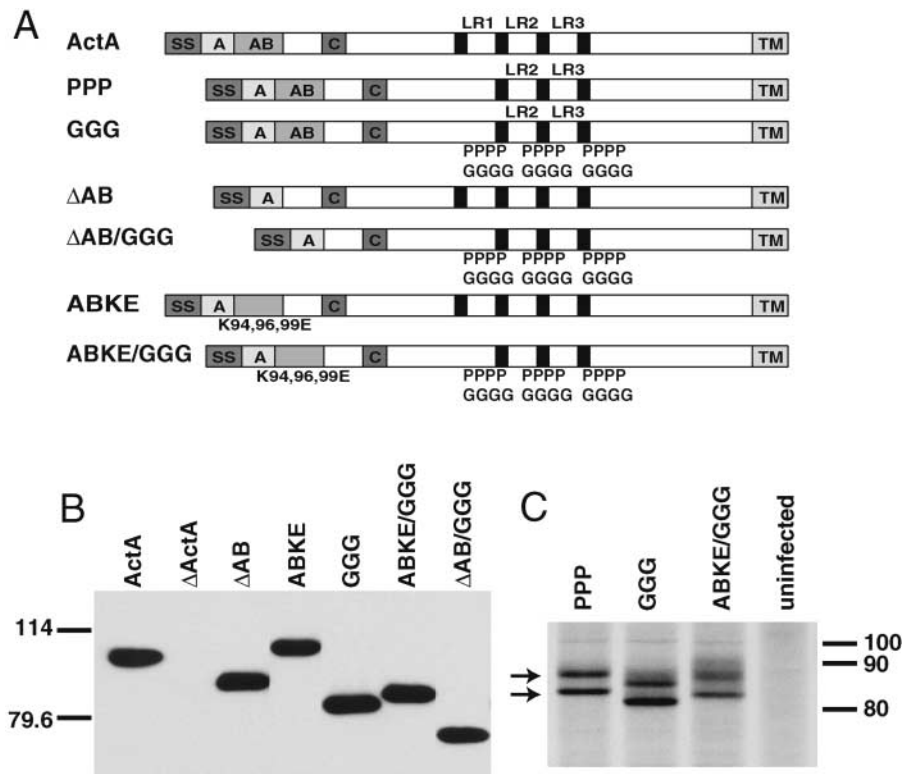 A
LR1 LR2 LR3
ActA SS A AB C TM
LR2 LR3
PPP SS A AB C TM
LR2 LR3
GGG SS A AB C TM
PPPP PPPP PPPP
GGGG GGGG GGGG
ΔAB SS A C TM
ΔAB/GGG SS A C TM
PPPP PPPP PPPP
GGGG GGGG GGGG
ABKE SS A C TM
K94,96,99E
ABKE/GGG SS A C TM
K94,96,99E PPPP PPPP PPPP
GGGG GGGG GGGG
B
ActA ΔActA ΔAB ABKE GGG ABKE/GGG ΔAB/GGG
114
79.6
C
PPP GGG ABKE/GGG uninfected
100
90
80